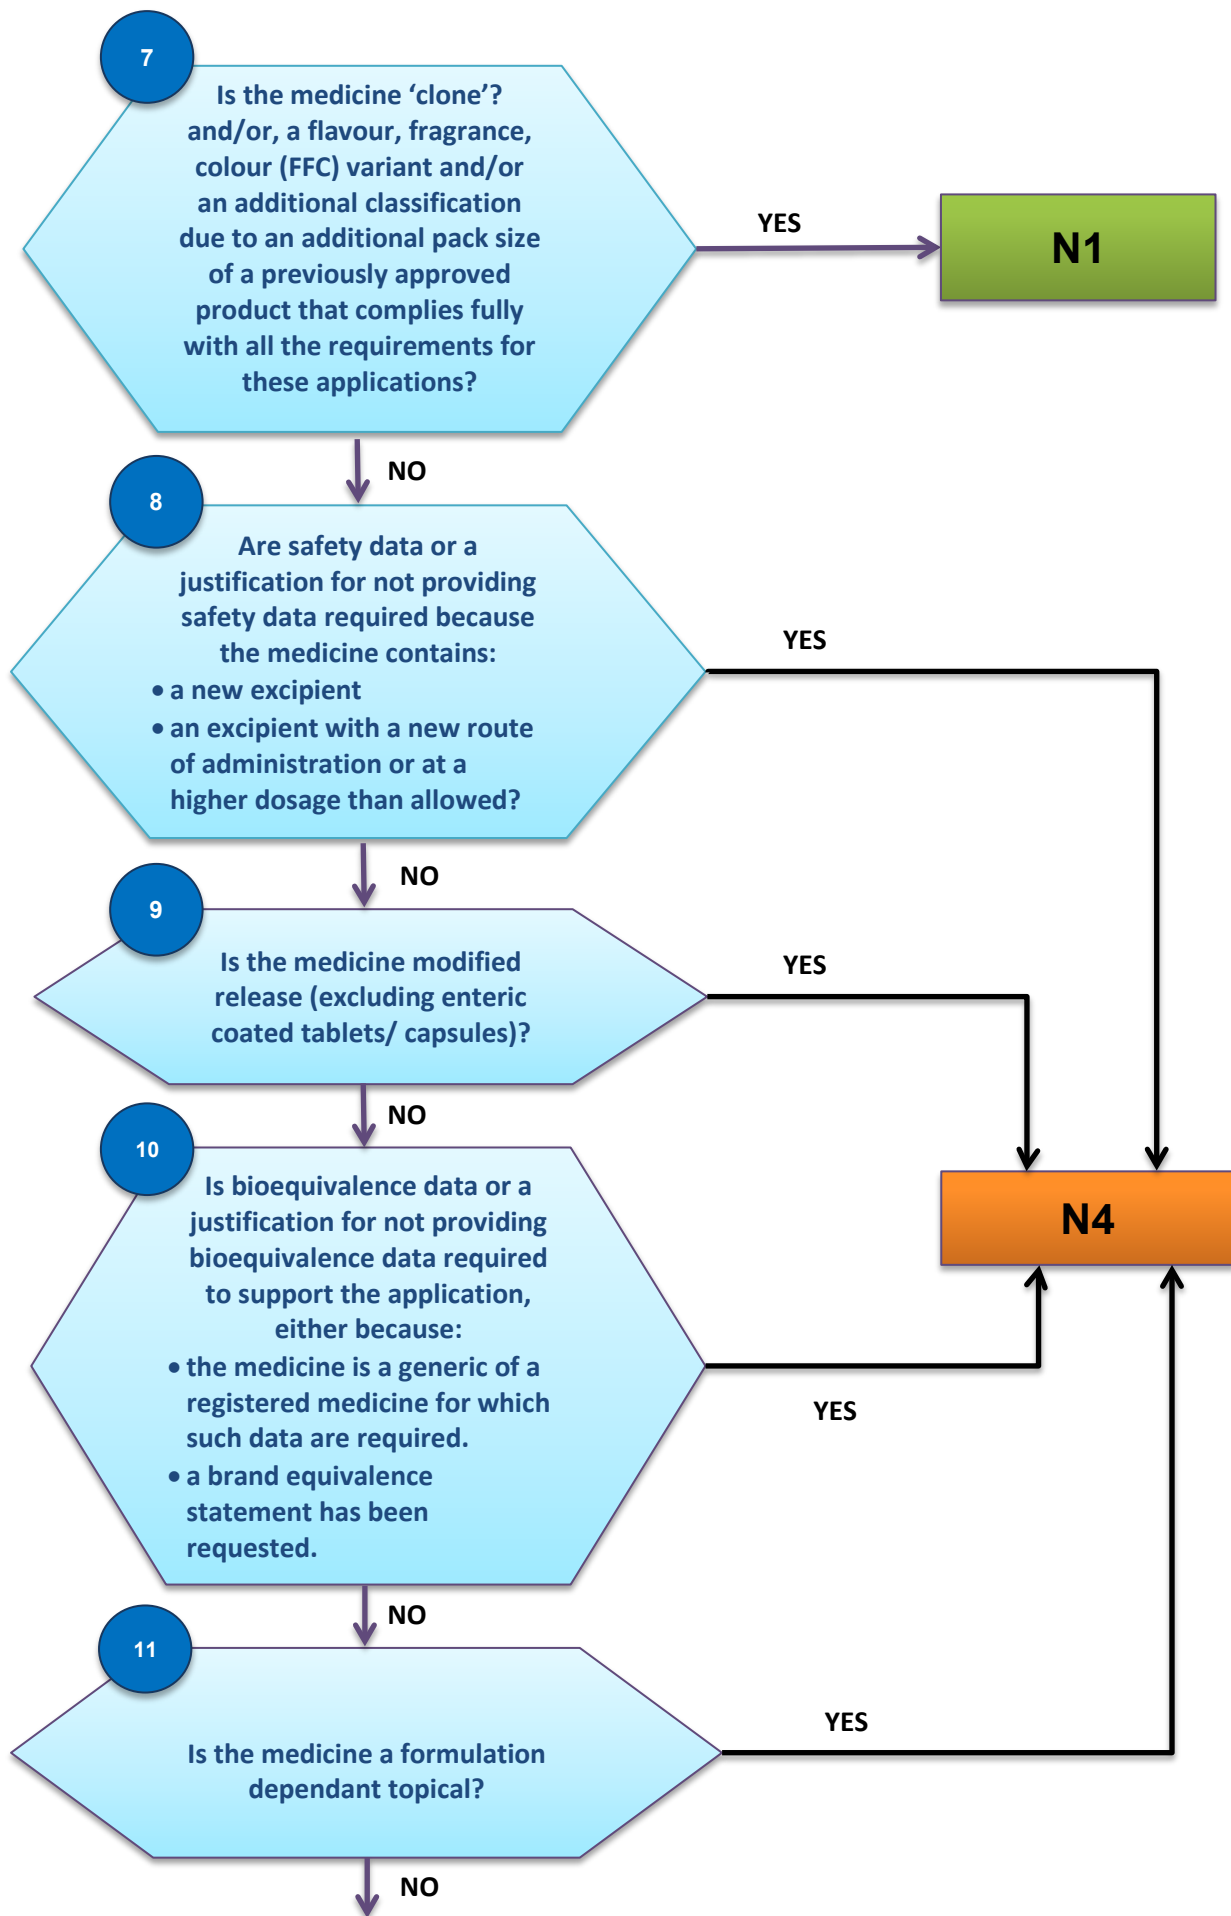 7
Is the medicine ‘clone’?
and/or, a flavour, fragrance,
colour (FFC) variant and/or
an additional classification
due to an additional pack size
of a previously approved
product that complies fully
with all the requirements for
these applications?
YES
N1
NO
8
Are safety data or a
justification for not providing
safety data required because
the medicine contains:
• a new excipient
• an excipient with a new route
of administration or at a
higher dosage than allowed?
YES
NO
9
Is the medicine modified
release (excluding enteric
coated tablets/ capsules)?
YES
NO
10
Is bioequivalence data or a
justification for not providing
bioequivalence data required
to support the application,
either because:
• the medicine is a generic of a
registered medicine for which
such data are required.
• a brand equivalence
statement has been
requested.
N4
YES
NO
11
Is the medicine a formulation
dependant topical?
YES
NO